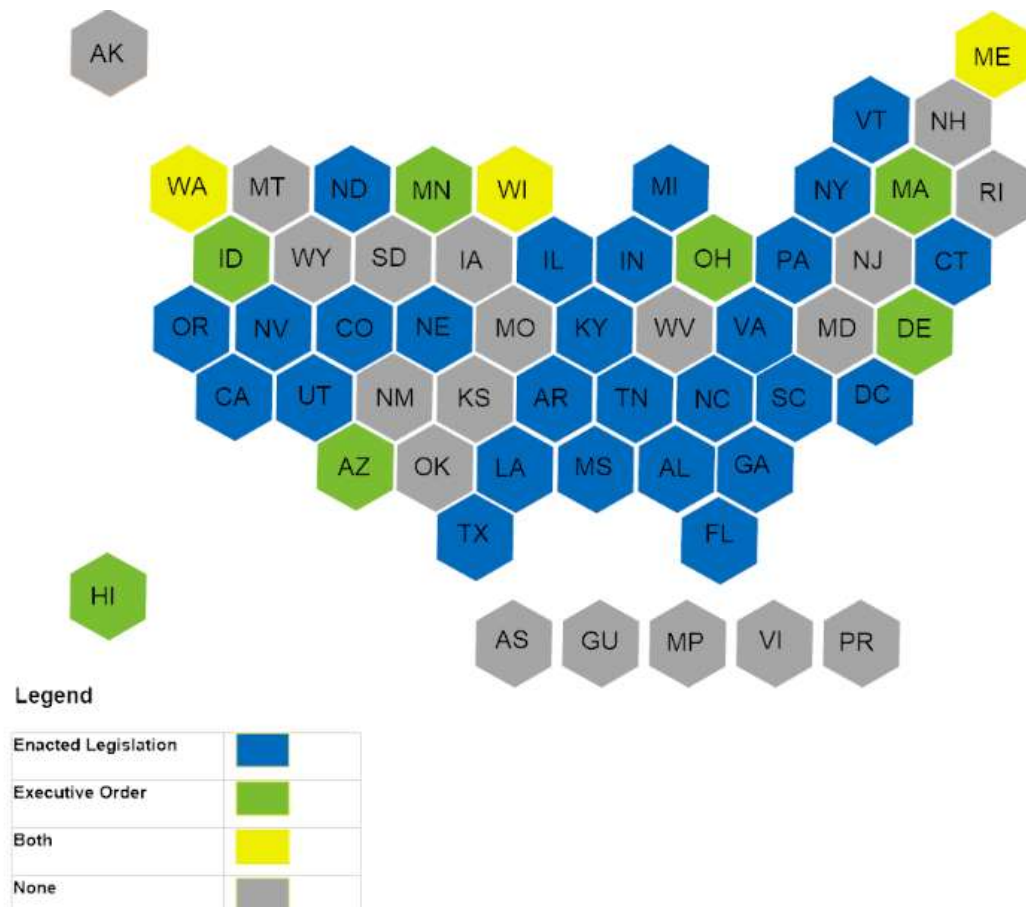 AK
ME
VT NH
WA MT ND MN WI MI NY MA RI
ID WY SD IA IL IN OH PA NJ CT
OR NV CO NE MO KY WV VA MD DE
CA UT NM KS AR TN NC SC DC
AZ OK LA MS AL GA
TX FL
HI
AS GU MP VI PR
Legend
Enacted Legislation
Executive Order
Both
None